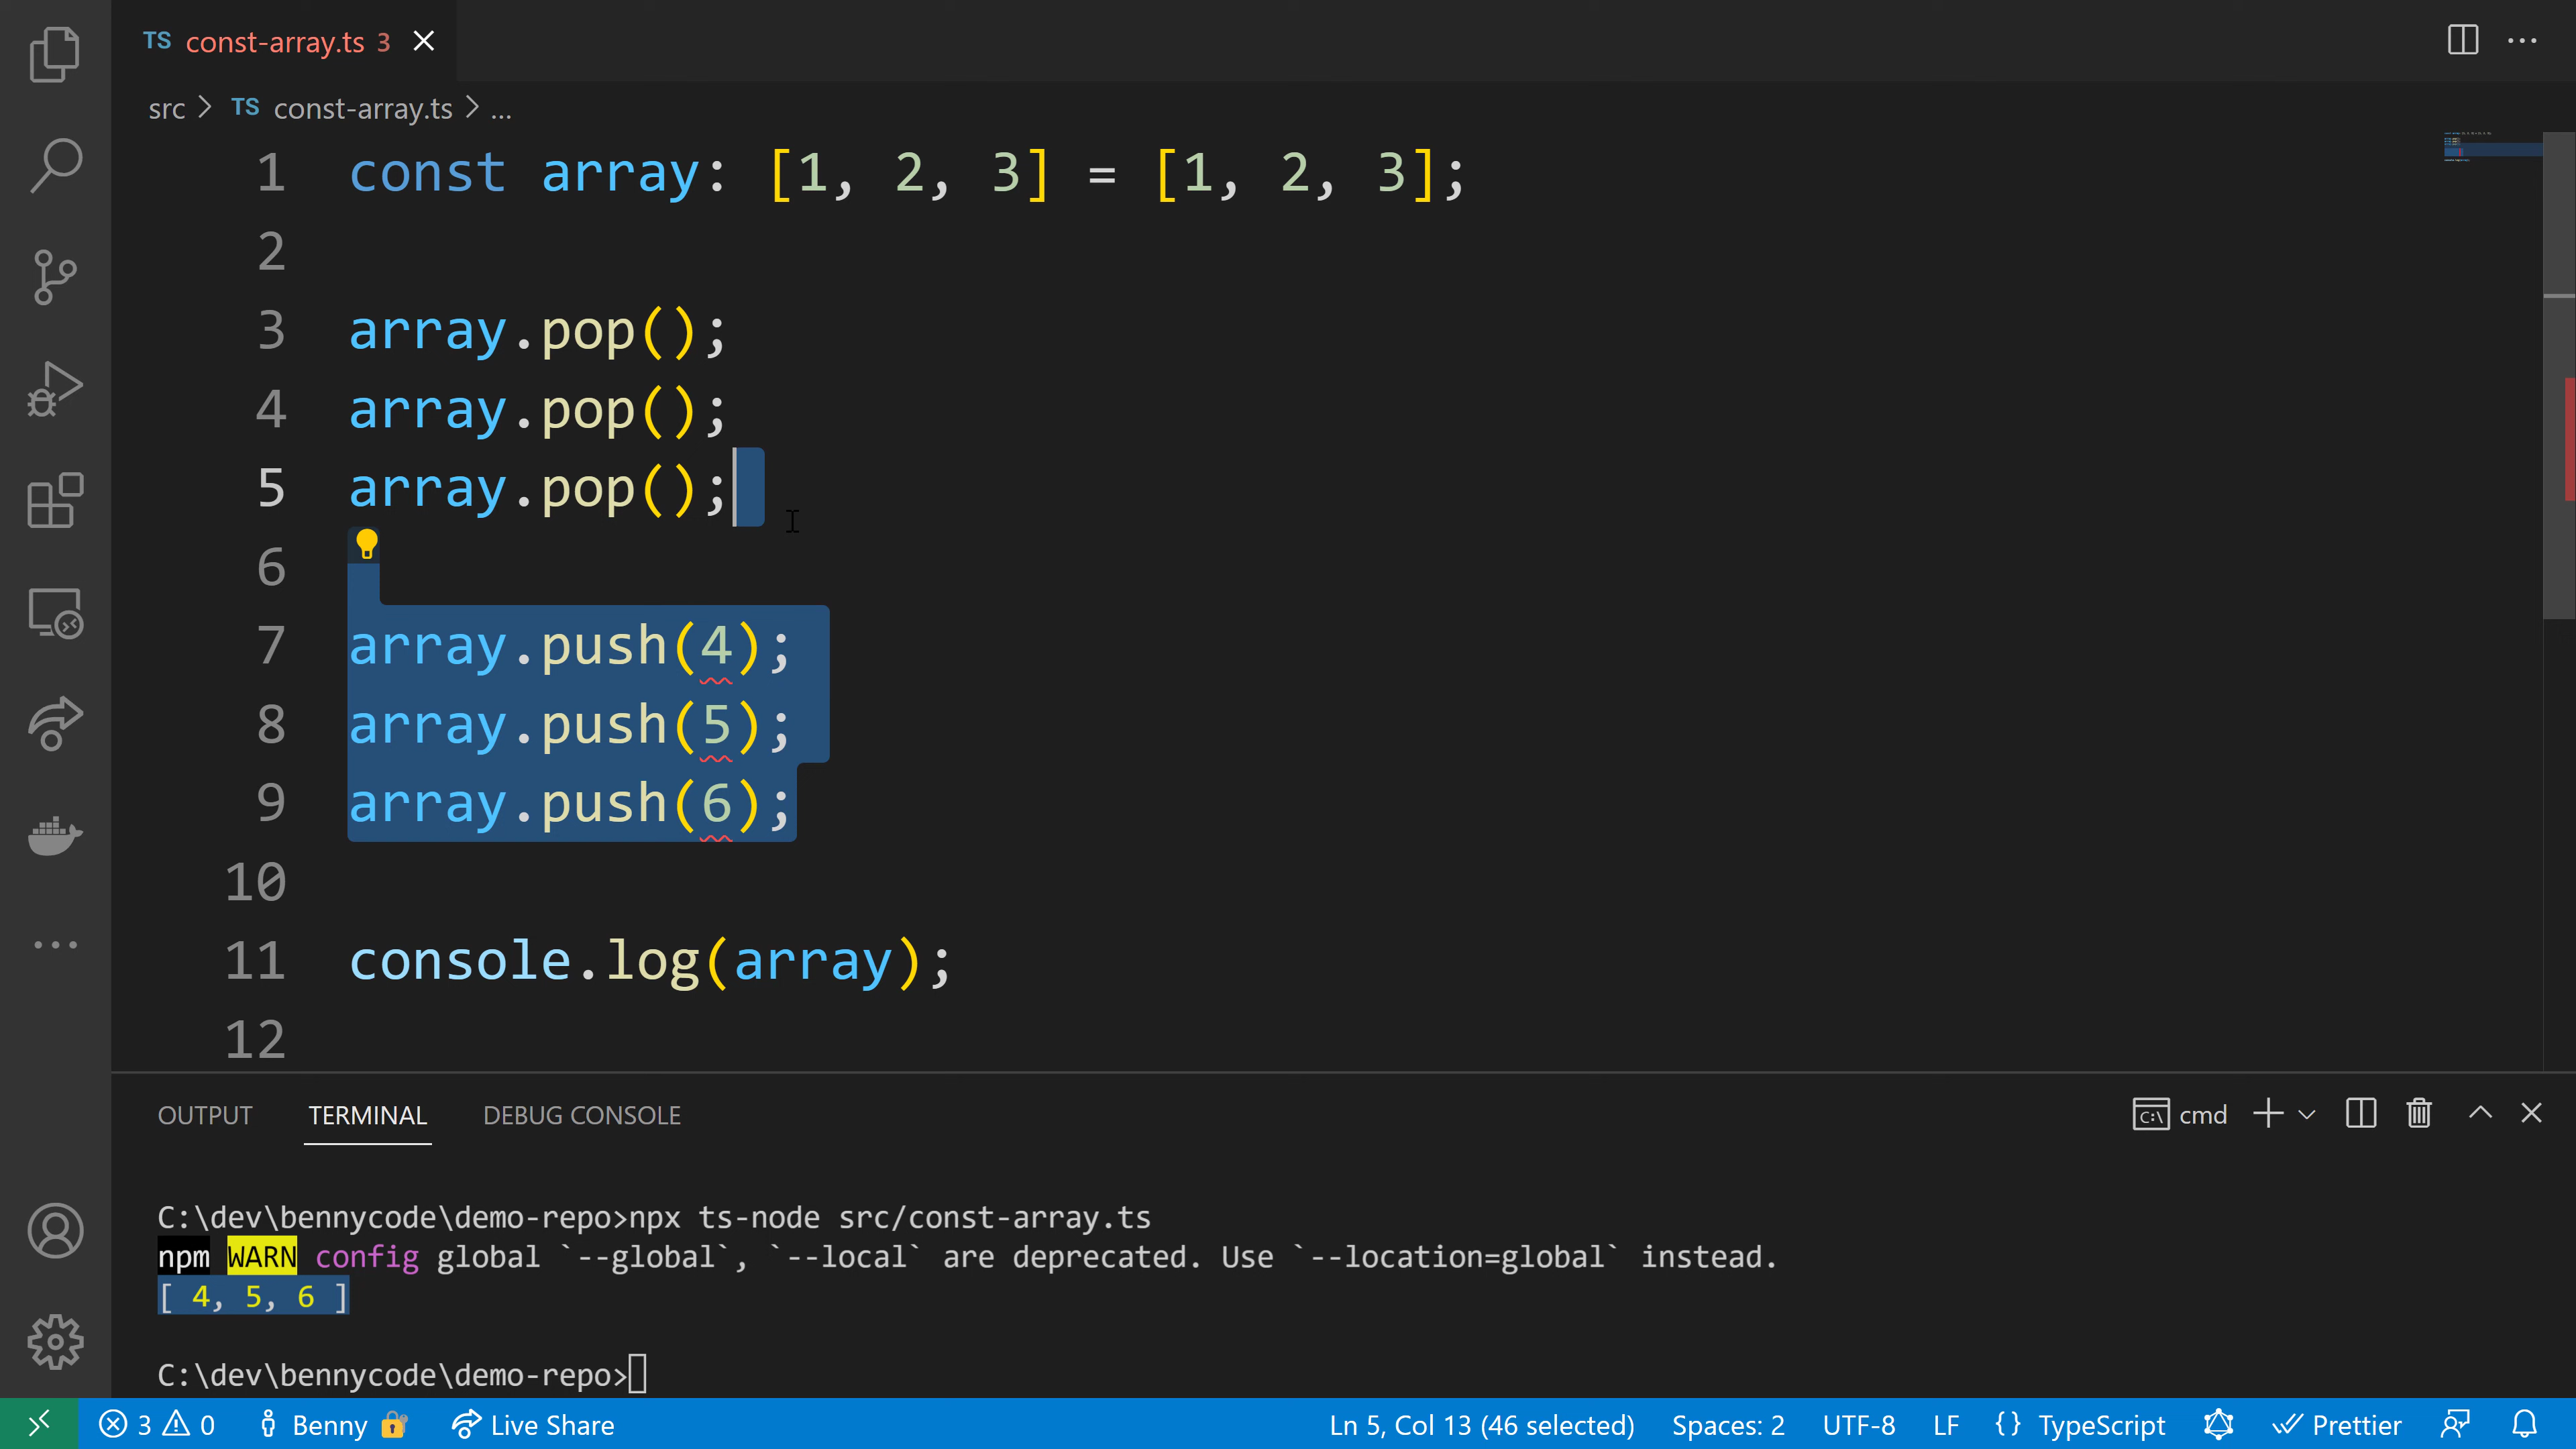 TS const-array.ts 3
src > TS const-array.ts > ...
1 const array: [1, 2, 3] = [1, 2, 3];
2
3 array.pop();
4 array.pop();
5 array.pop();
6
7 array.push(4);
8 array.push(5);
9 array.push(6);
10
11 console.log(array);
12
OUTPUT TERMINAL DEBUG CONSOLE cmd
C:\dev\bennycode\demo-repo>npx ts-node src/const-array.ts
npm WARN config global `--global`, `--local` are deprecated. Use `--location=global` instead.
[ 4, 5, 6 ]
C:\dev\bennycode\demo-repo>
3 0 Benny Live Share Ln 5, Col 13 (46 selected) Spaces: 2 UTF-8 LF {} TypeScript Prettier